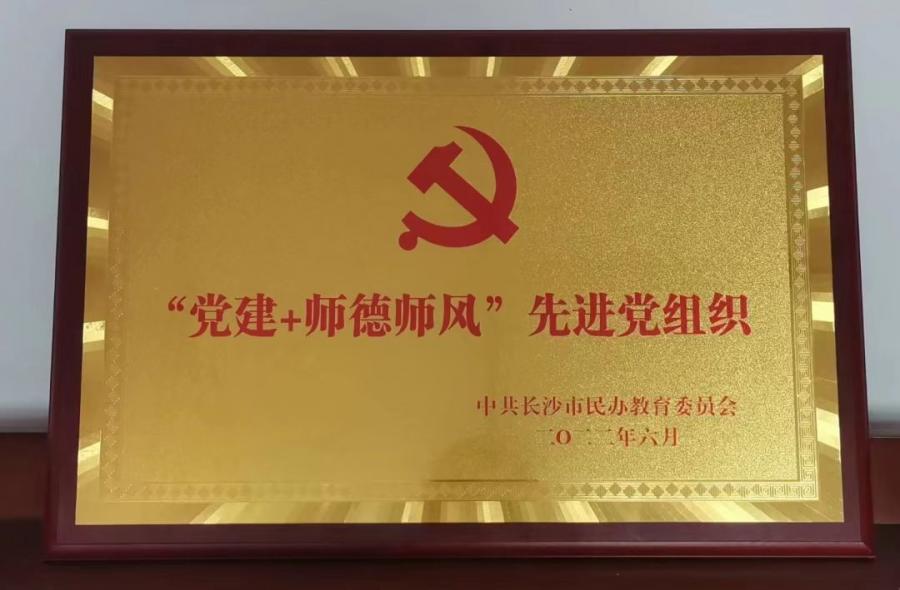 “党建+师德师风”先进党组织
中共长沙市民办教育委员会
二〇二二年六月